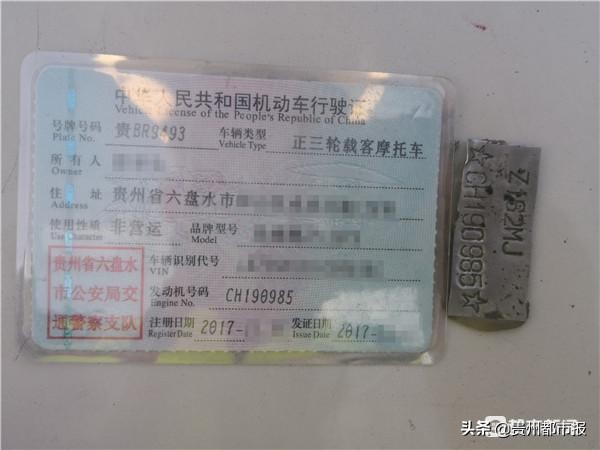 中华人民共和国机动车行驶证
Vehicle License of the People's Republic of China
号牌号码 贵BR9493 车辆类型 正三轮载客摩托车
Plate No. Vehicle Type
所有人
Owner
住址 贵州省六盘水市
Address
使用性质 非营运 品牌型号
Use Character Model
贵州省六盘水
市公安局交
通警察支队
车辆识别代号
VIN
发动机号码 CH190985
Engine No.
注册日期 2017- 发证日期 2017-
Register Date Issue Date
Z162MJ
☆CH190985☆
头条@贵州都市报